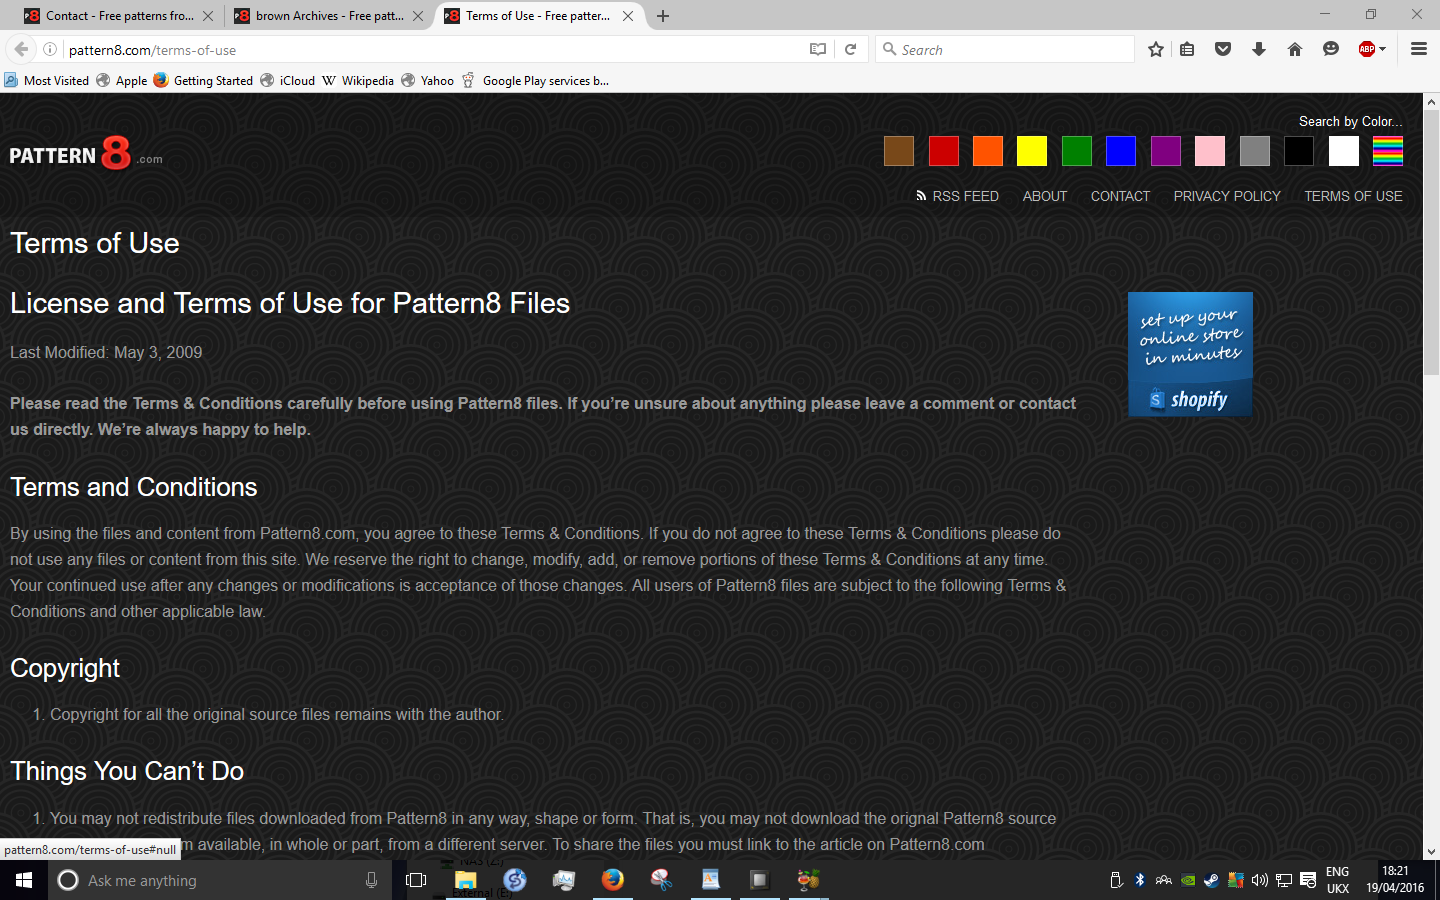 Contact - Free patterns fro...
brown Archives - Free patt...
Terms of Use - Free patter...
pattern8.com/terms-of-use
Search
ABP
Most Visited
Apple
Getting Started
iCloud
W Wikipedia
Yahoo
Google Play services b...
Search by Color...
PATTERN 8 .com
RSS FEED
ABOUT
CONTACT
PRIVACY POLICY
TERMS OF USE
Terms of Use
License and Terms of Use for Pattern8 Files
Last Modified: May 3, 2009
Please read the Terms & Conditions carefully before using Pattern8 files. If you’re unsure about anything please leave a comment or contact
us directly. We’re always happy to help.
set up your
online store
in minutes
shopify
Terms and Conditions
By using the files and content from Pattern8.com, you agree to these Terms & Conditions. If you do not agree to these Terms & Conditions please do
not use any files or content from this site. We reserve the right to change, modify, add, or remove portions of these Terms & Conditions at any time.
Your continued use after any changes or modifications is acceptance of those changes. All users of Pattern8 files are subject to the following Terms &
Conditions and other applicable law.
Copyright
1. Copyright for all the original source files remains with the author.
Things You Can’t Do
1. You may not redistribute files downloaded from Pattern8 in any way, shape or form. That is, you may not download the orignal Pattern8 source
m available, in whole or part, from a different server. To share the files you must link to the article on Pattern8.com
pattern8.com/terms-of-use#null
NAS (Z:)
External (E:)
Ask me anything
ENG
UKX
18:21
19/04/2016